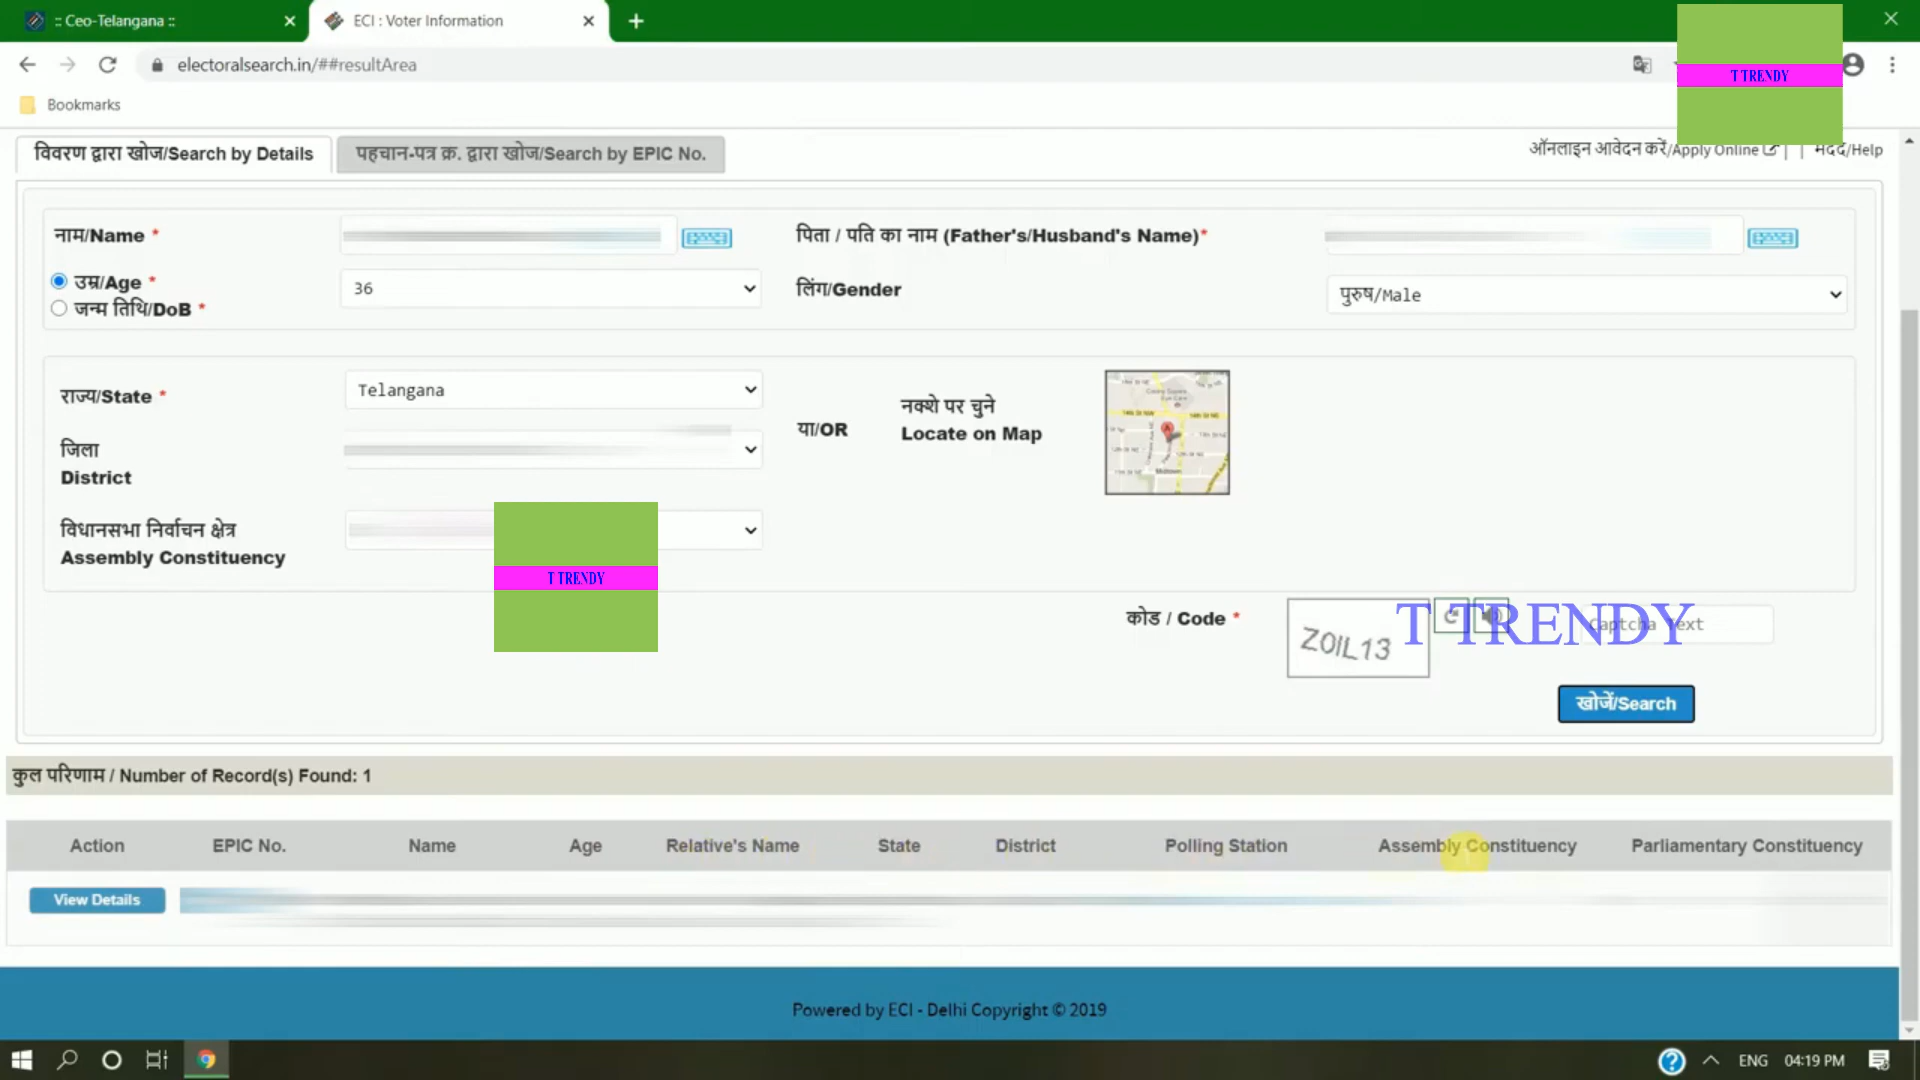 :: Ceo-Telangana ::
ECI : Voter Information
electoralsearch.in/##resultArea
T TRENDY
Bookmarks
विवरण द्वारा खोज/Search by Details
पहचान-पत्र क्र. द्वारा खोज/Search by EPIC No.
ऑनलाइन आवेदन करें/Apply Online | मदद/Help
नाम/Name *
पिता / पति का नाम (Father's/Husband's Name)*
उम्र/Age *
36
लिंग/Gender
पुरुष/Male
जन्म तिथि/DoB *
राज्य/State *
Telangana
जिला
District
या/OR
नक्शे पर चुने
Locate on Map
विधानसभा निर्वाचन क्षेत्र
Assembly Constituency
T TRENDY
कोड / Code *
Z0IL13
T TRENDY
Captcha Text
खोजें/Search
कुल परिणाम / Number of Record(s) Found: 1
Action EPIC No. Name Age Relative's Name State District Polling Station Assembly Constituency Parliamentary Constituency
View Details
Powered by ECI - Delhi Copyright © 2019
ENG 04:19 PM